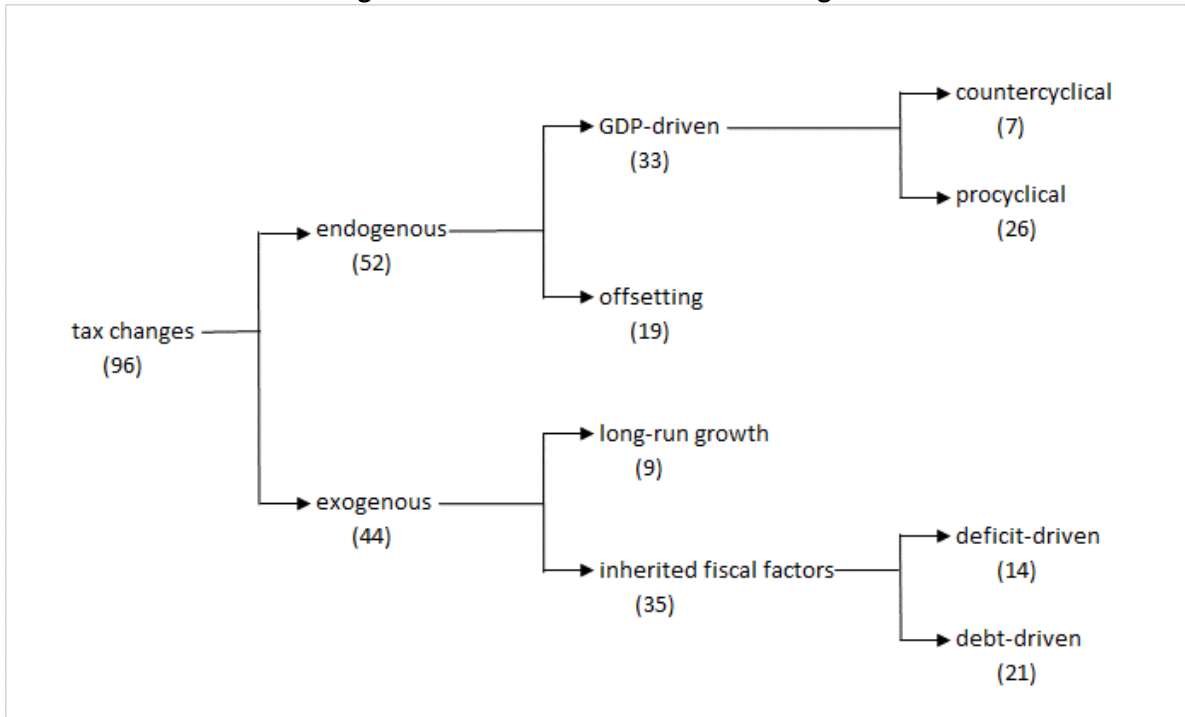 countercyclical
(7)
GDP-driven
(33)
procyclical
(26)
endogenous
(52)
offsetting
(19)
tax changes
(96)
long-run growth
(9)
exogenous
(44)
deficit-driven
(14)
inherited fiscal factors
(35)
debt-driven
(21)